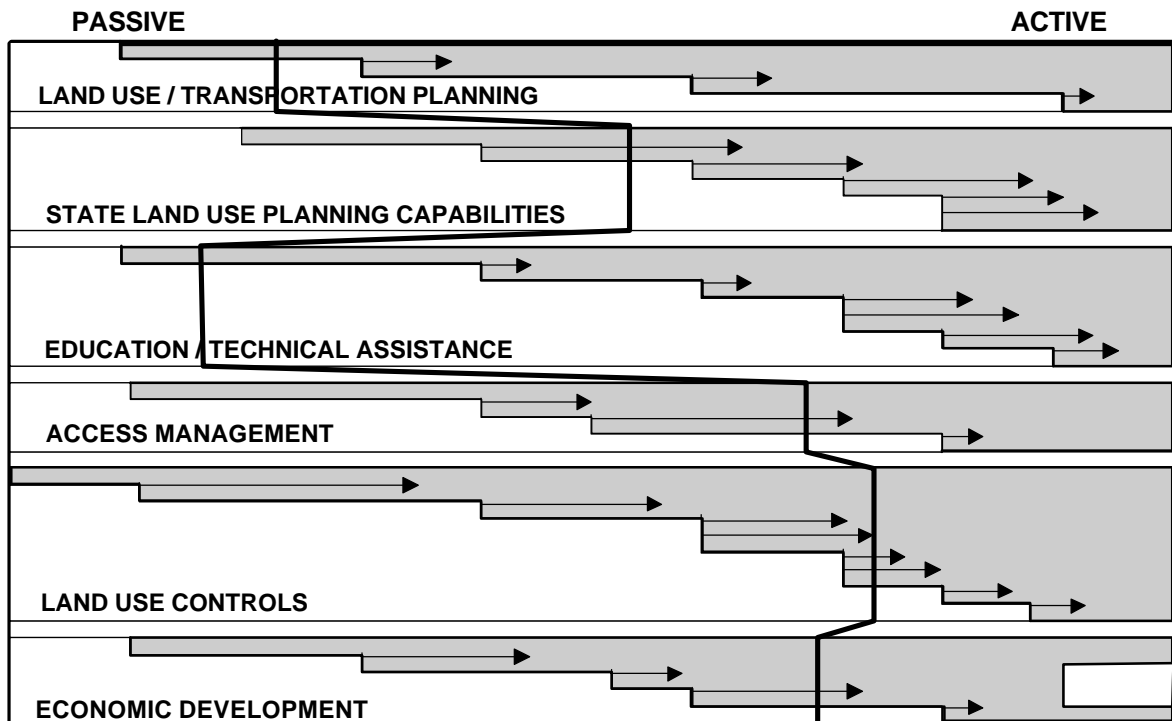 PASSIVE ACTIVE
LAND USE / TRANSPORTATION PLANNING
STATE LAND USE PLANNING CAPABILITIES
EDUCATION / TECHNICAL ASSISTANCE
ACCESS MANAGEMENT
LAND USE CONTROLS
ECONOMIC DEVELOPMENT